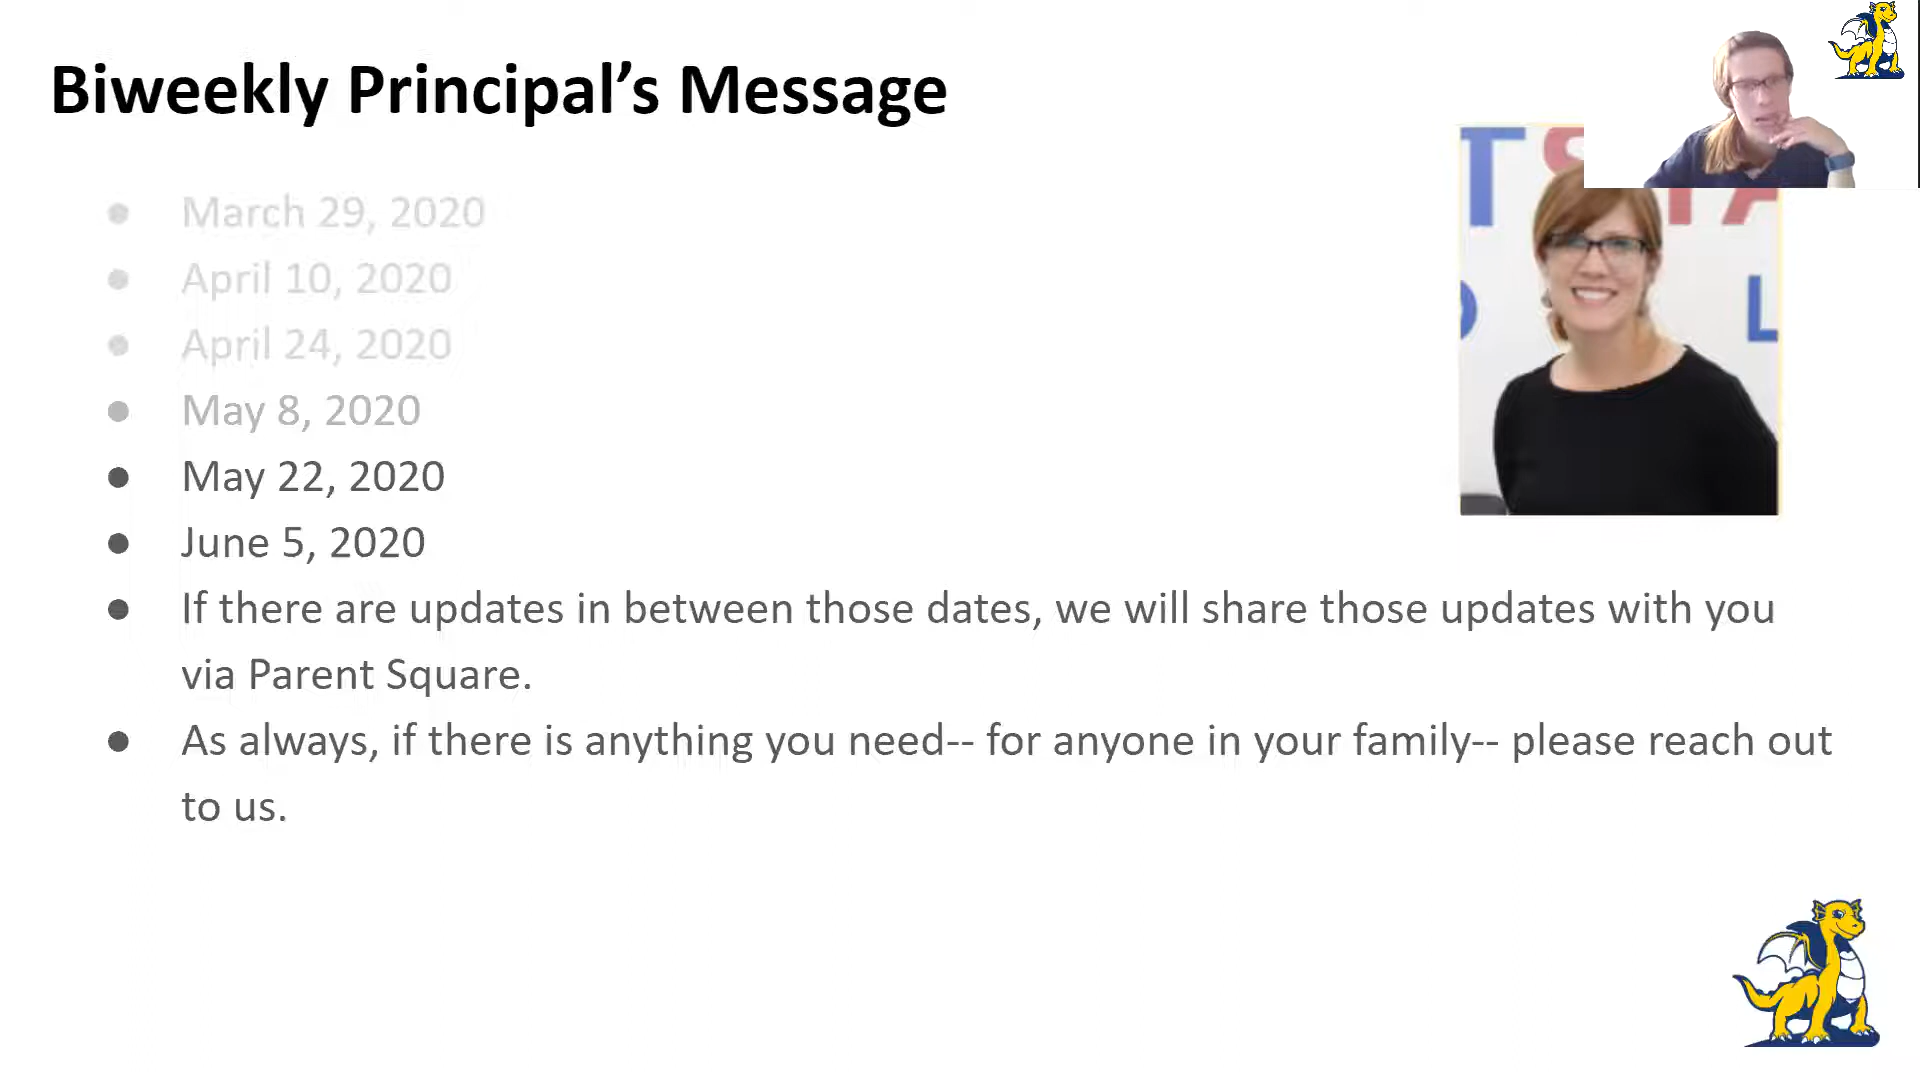 Biweekly Principal’s Message
● March 29, 2020
● April 10, 2020
● April 24, 2020
● May 8, 2020
● May 22, 2020
● June 5, 2020
● If there are updates in between those dates, we will share those updates with you
via Parent Square.
● As always, if there is anything you need-- for anyone in your family-- please reach out
to us.